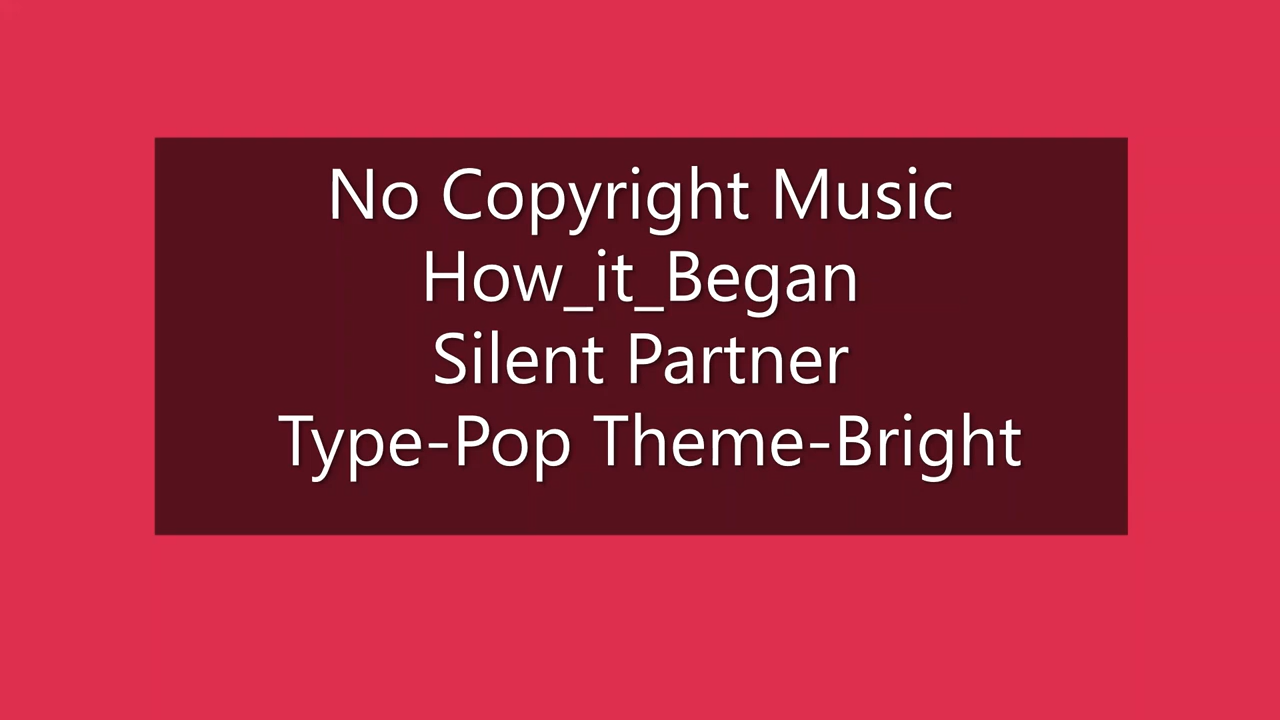 No Copyright Music
How_it_Began
Silent Partner
Type-Pop Theme-Bright